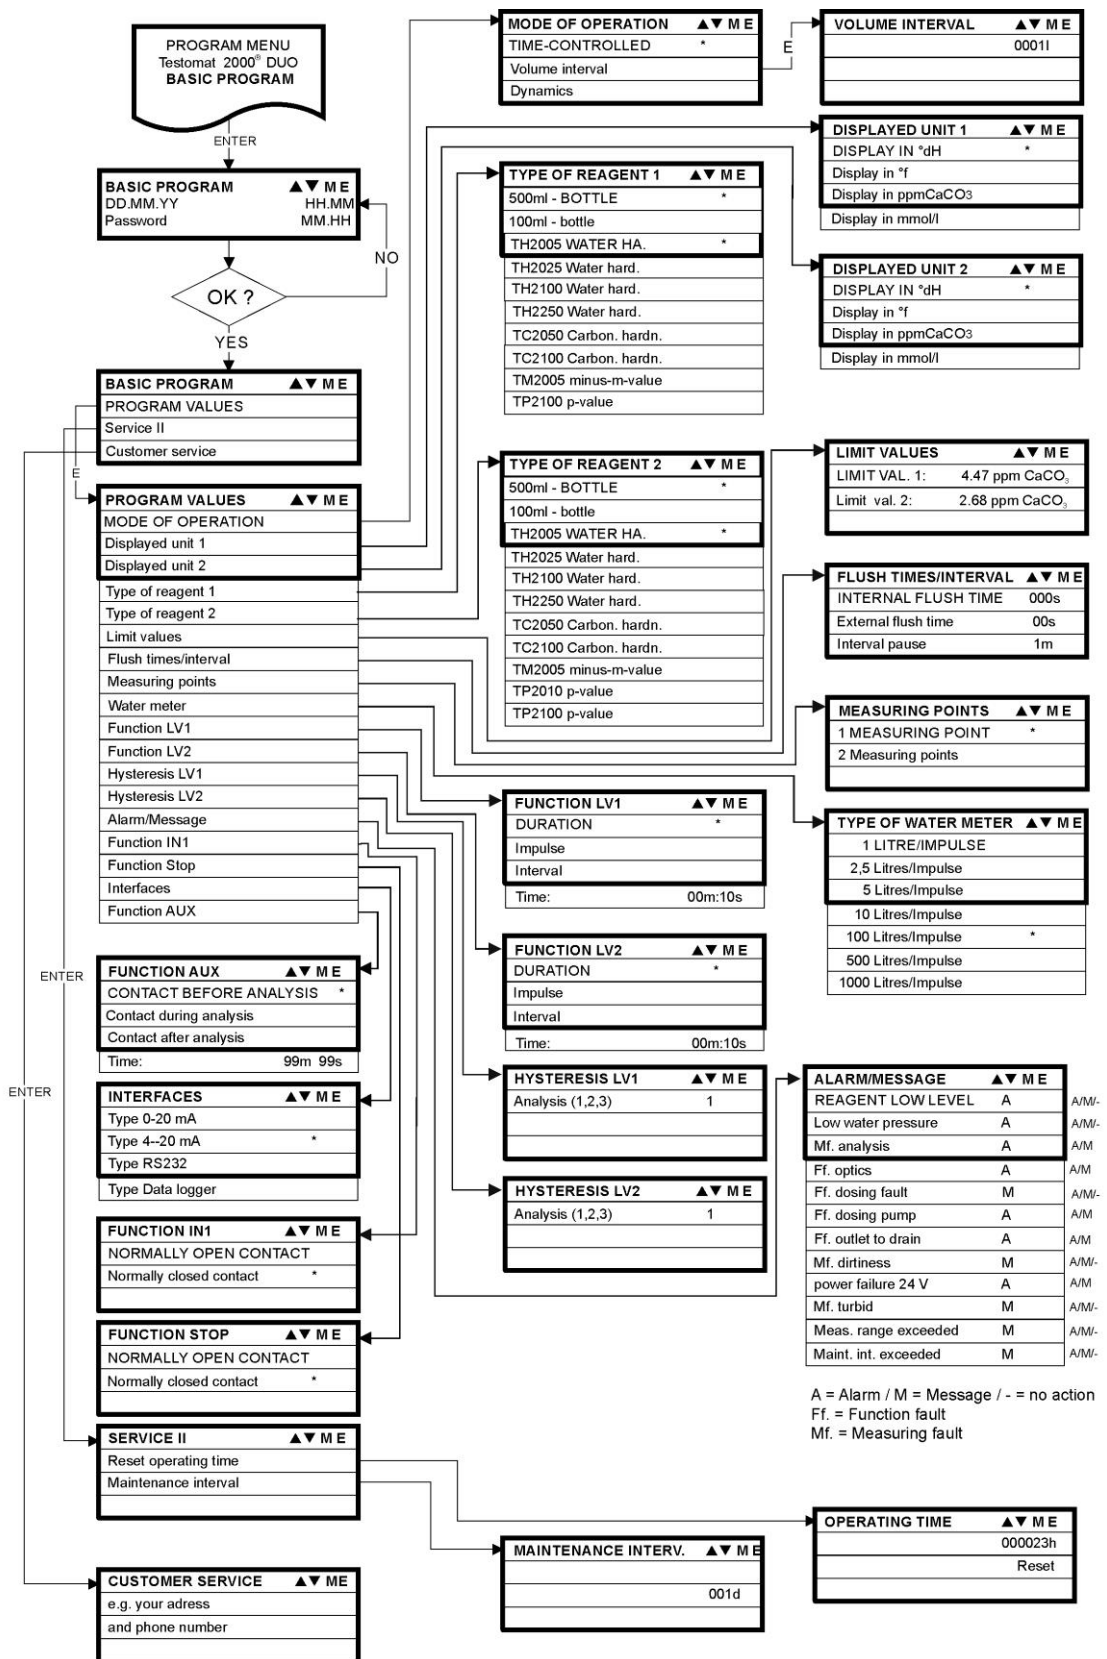 PROGRAM MENU
Testomat 2000® DUO
BASIC PROGRAM
ENTER
BASIC PROGRAM ▲▼ M E
DD.MM.YY HH.MM
Password MM.HH
NO
OK ?
YES
BASIC PROGRAM ▲▼ M E
PROGRAM VALUES
Service II
Customer service
E
PROGRAM VALUES ▲▼ M E
MODE OF OPERATION
Displayed unit 1
Displayed unit 2
Type of reagent 1
Type of reagent 2
Limit values
Flush times/interval
Measuring points
Water meter
Function LV1
Function LV2
Hysteresis LV1
Hysteresis LV2
Alarm/Message
Function IN1
Function Stop
Interfaces
Function AUX
ENTER
ENTER
FUNCTION AUX ▲▼ M E
CONTACT BEFORE ANALYSIS *
Contact during analysis
Contact after analysis
Time: 99m 99s
INTERFACES ▲▼ M E
Type 0-20 mA
Type 4--20 mA *
Type RS232
Type Data logger
FUNCTION IN1 ▲▼ M E
NORMALLY OPEN CONTACT
Normally closed contact *
FUNCTION STOP ▲▼ M E
NORMALLY OPEN CONTACT
Normally closed contact *
SERVICE II ▲▼ M E
Reset operating time
Maintenance interval
CUSTOMER SERVICE ▲▼ ME
e.g. your adress
and phone number
MODE OF OPERATION ▲▼ M E
TIME-CONTROLLED *
Volume interval
Dynamics
E
TYPE OF REAGENT 1 ▲▼ M E
500ml - BOTTLE *
100ml - bottle
TH2005 WATER HA. *
TH2025 Water hard.
TH2100 Water hard.
TH2250 Water hard.
TC2050 Carbon. hardn.
TC2100 Carbon. hardn.
TM2005 minus-m-value
TP2100 p-value
TYPE OF REAGENT 2 ▲▼ M E
500ml - BOTTLE *
100ml - bottle
TH2005 WATER HA. *
TH2025 Water hard.
TH2100 Water hard.
TH2250 Water hard.
TC2050 Carbon. hardn.
TC2100 Carbon. hardn.
TM2005 minus-m-value
TP2010 p-value
TP2100 p-value
FUNCTION LV1 ▲▼ M E
DURATION *
Impulse
Interval
Time: 00m:10s
FUNCTION LV2 ▲▼ M E
DURATION *
Impulse
Interval
Time: 00m:10s
HYSTERESIS LV1 ▲▼ M E
Analysis (1,2,3) 1
HYSTERESIS LV2 ▲▼ M E
Analysis (1,2,3) 1
MAINTENANCE INTERV. ▲▼ M E
001d
VOLUME INTERVAL ▲▼ M E
0001l
DISPLAYED UNIT 1 ▲▼ M E
DISPLAY IN °dH *
Display in °f
Display in ppmCaCO3
Display in mmol/l
DISPLAYED UNIT 2 ▲▼ M E
DISPLAY IN °dH *
Display in °f
Display in ppmCaCO3
Display in mmol/l
LIMIT VALUES ▲▼ M E
LIMIT VAL. 1: 4.47 ppm CaCO₃
Limit val. 2: 2.68 ppm CaCO₃
FLUSH TIMES/INTERVAL ▲▼ M E
INTERNAL FLUSH TIME 000s
External flush time 00s
Interval pause 1m
MEASURING POINTS ▲▼ M E
1 MEASURING POINT *
2 Measuring points
TYPE OF WATER METER ▲▼ M E
1 LITRE/IMPULSE
2,5 Litres/Impulse
5 Litres/Impulse
10 Litres/Impulse
100 Litres/Impulse *
500 Litres/Impulse
1000 Litres/Impulse
ALARM/MESSAGE ▲▼ M E
REAGENT LOW LEVEL A A/M/-
Low water pressure A A/M/-
Mf. analysis A A/M
Ff. optics A A/M
Ff. dosing fault M A/M/-
Ff. dosing pump A A/M
Ff. outlet to drain A A/M
Mf. dirtiness M A/M/-
power failure 24 V A A/M
Mf. turbid M A/M/-
Meas. range exceeded M A/M/-
Maint. int. exceeded M A/M/-
A = Alarm / M = Message / - = no action
Ff. = Function fault
Mf. = Measuring fault
OPERATING TIME ▲▼ M E
000023h
Reset